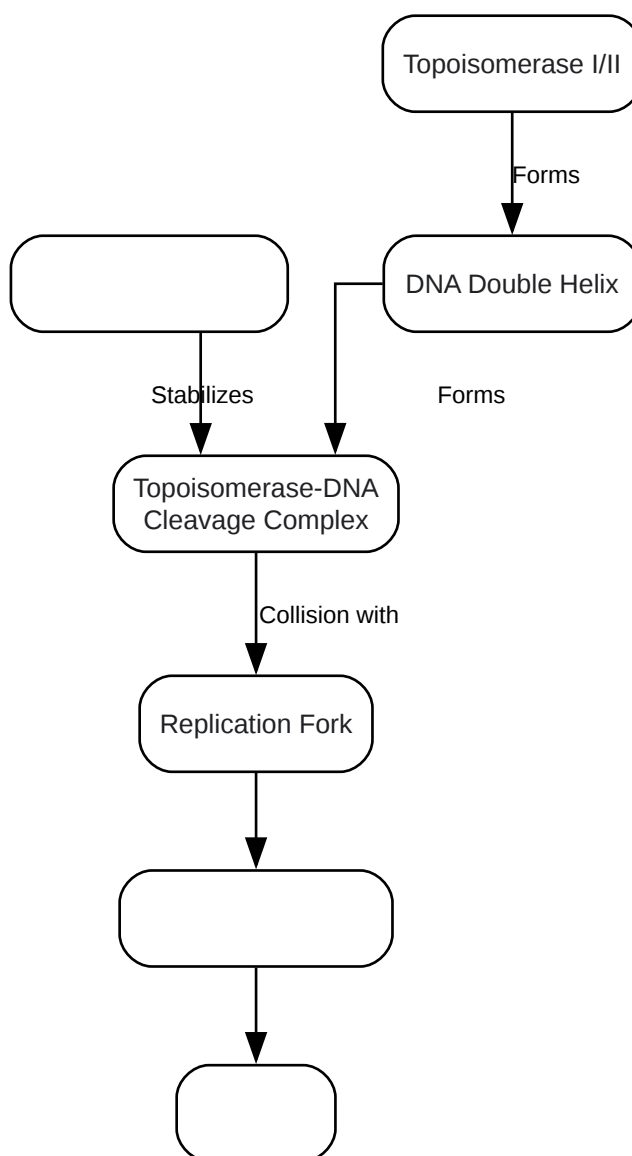 Topoisomerase I/II
Forms
DNA Double Helix
Stabilizes
Forms
Topoisomerase-DNA
Cleavage Complex
Collision with
Replication Fork